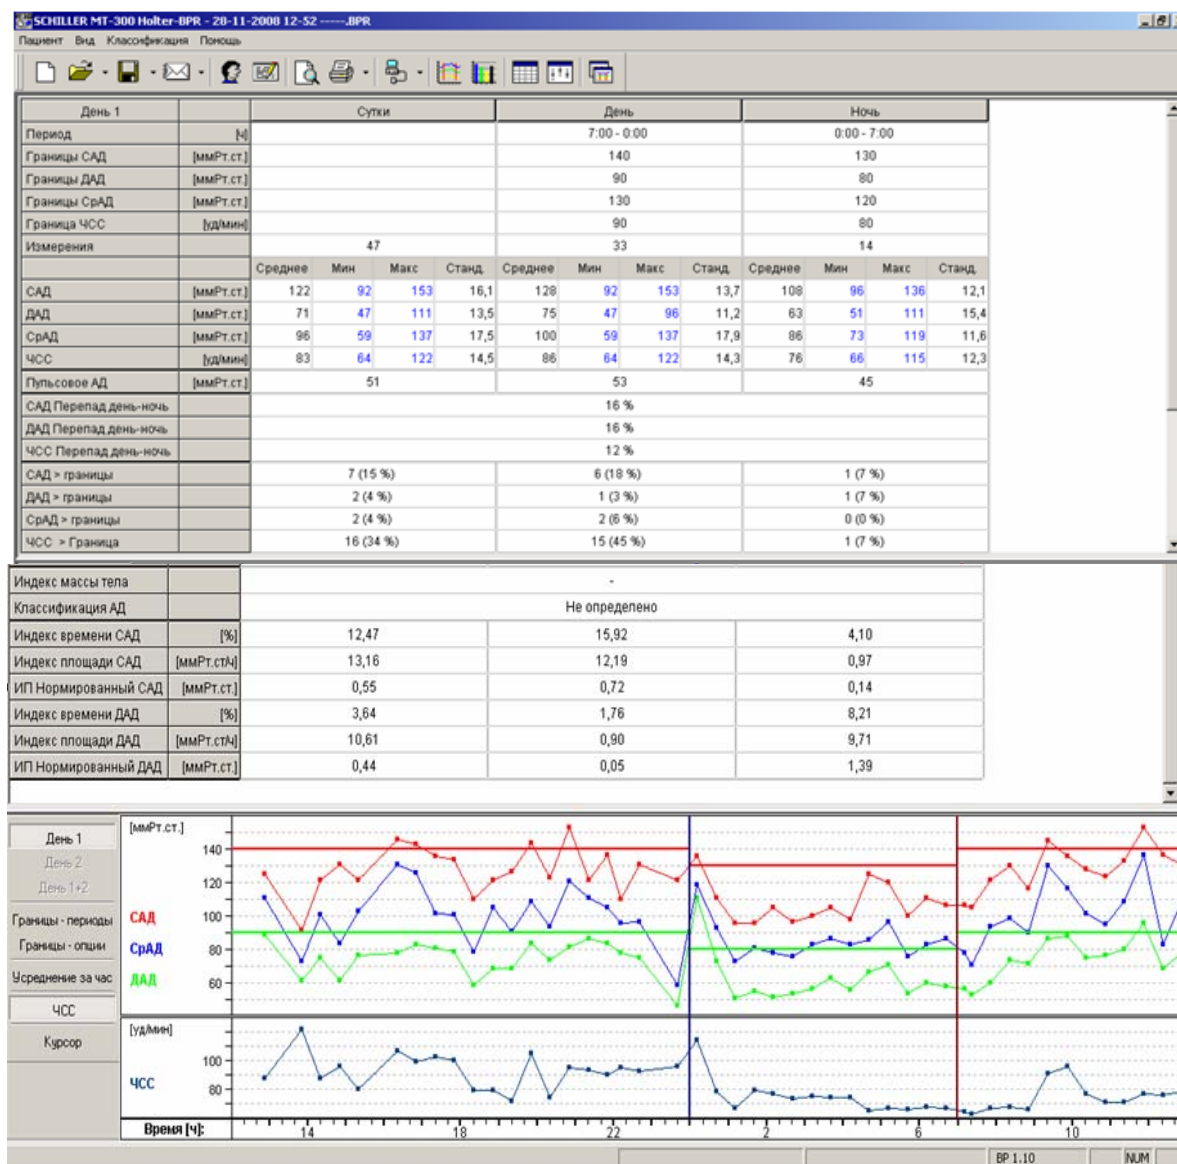 SCHILLER MT-300 Holter-BPR - 28-11-2008 12-52 -----.BPR
Пациент Вид Классификация Помощь
День 1 Сутки День Ночь
Период [ч] 7:00 - 0:00 0:00 - 7:00
Границы САД [ммРт.ст.] 140 130
Границы ДАД [ммРт.ст.] 90 80
Границы СрАД [ммРт.ст.] 130 120
Граница ЧСС [уд/мин] 90 80
Измерения 47 33 14
Среднее Мин Макс Станд. Среднее Мин Макс Станд. Среднее Мин Макс Станд.
САД [ммРт.ст.] 122 92 153 16,1 128 92 153 13,7 108 96 136 12,1
ДАД [ммРт.ст.] 71 47 111 13,5 75 47 96 11,2 63 51 111 15,4
СрАД [ммРт.ст.] 96 59 137 17,5 100 59 137 17,9 86 73 119 11,6
ЧСС [уд/мин] 83 64 122 14,5 86 64 122 14,3 76 66 115 12,3
Пульсовое АД [ммРт.ст.] 51 53 45
САД Перепад день-ночь 16 %
ДАД Перепад день-ночь 16 %
ЧСС Перепад день-ночь 12 %
САД > границы 7 (15 %) 6 (18 %) 1 (7 %)
ДАД > границы 2 (4 %) 1 (3 %) 1 (7 %)
СрАД > границы 2 (4 %) 2 (6 %) 0 (0 %)
ЧСС > Граница 16 (34 %) 15 (45 %) 1 (7 %)
Индекс массы тела -
Классификация АД Не определено
Индекс времени САД [%] 12,47 15,92 4,10
Индекс площади САД [ммРт.ст/ч] 13,16 12,19 0,97
ИП Нормированный САД [ммРт.ст.] 0,55 0,72 0,14
Индекс времени ДАД [%] 3,64 1,76 8,21
Индекс площади ДАД [ммРт.ст/ч] 10,61 0,90 9,71
ИП Нормированный ДАД [ммРт.ст.] 0,44 0,05 1,39
День 1
День 2
День 1+2
Границы - периоды
Границы - опции
Усреднение за час
ЧСС
Курсор
[ммРт.ст.]
140
120
САД 100
СрАД 80
ДАД 60
[уд/мин]
100
ЧСС 80
Время [ч]: 14 18 22 2 6 10
BP 1.10 NUM